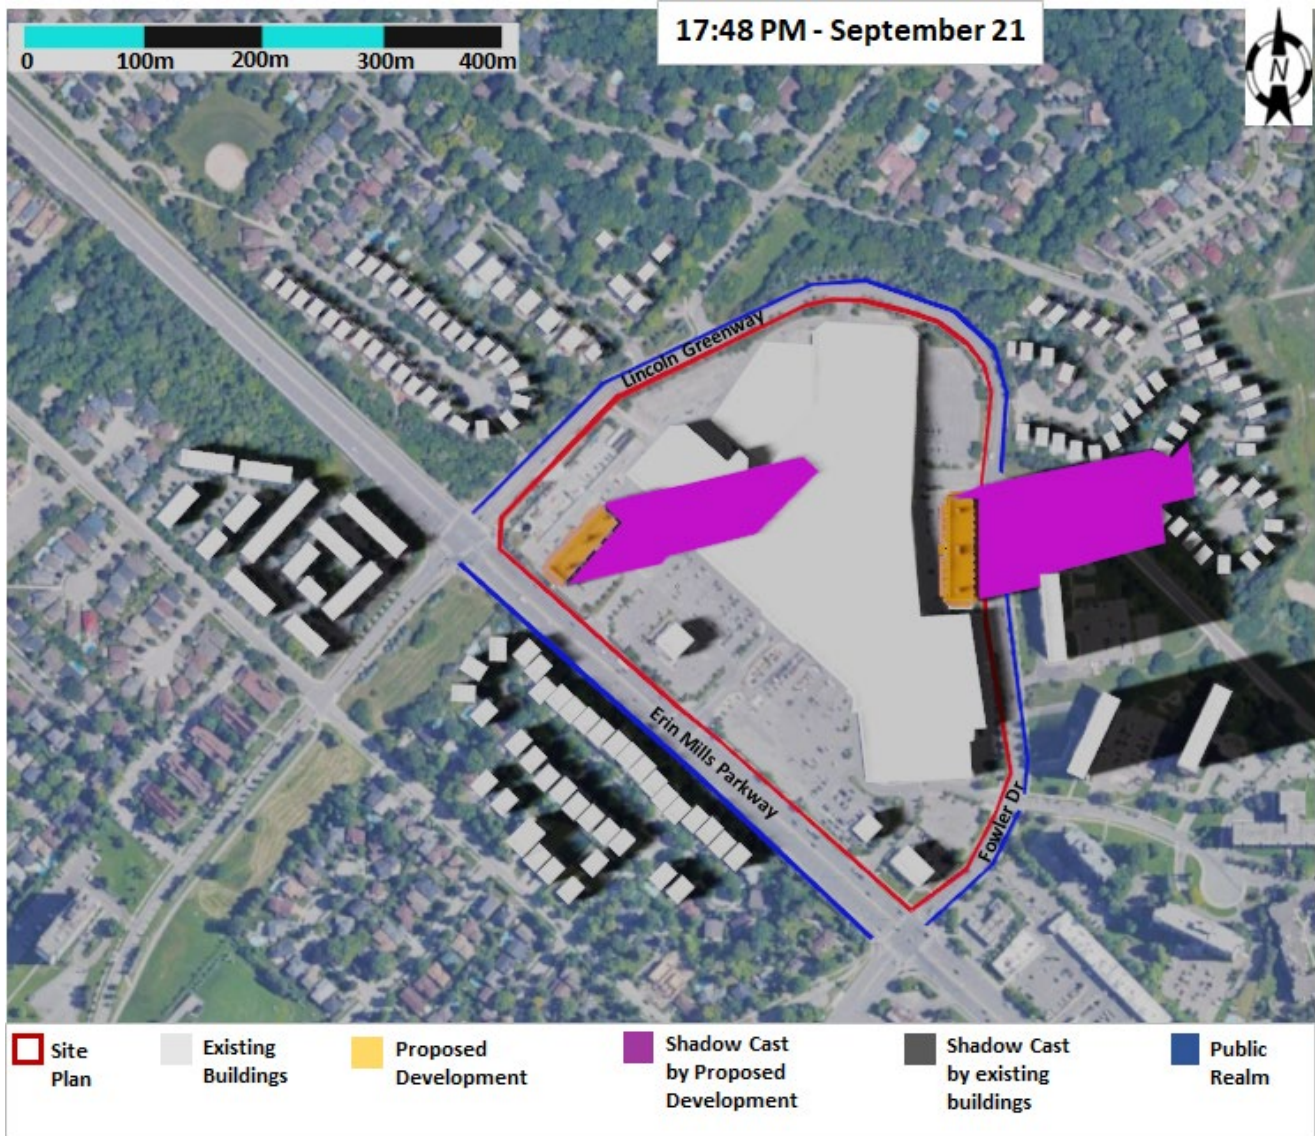 17:48 PM - September 21
N
0 100m 200m 300m 400m
Lincoln Greenway
Erin Mills Parkway
Fowler Dr
Site
Plan
Existing
Buildings
Proposed
Development
Shadow Cast
by Proposed
Development
Shadow Cast
by existing
buildings
Public
Realm